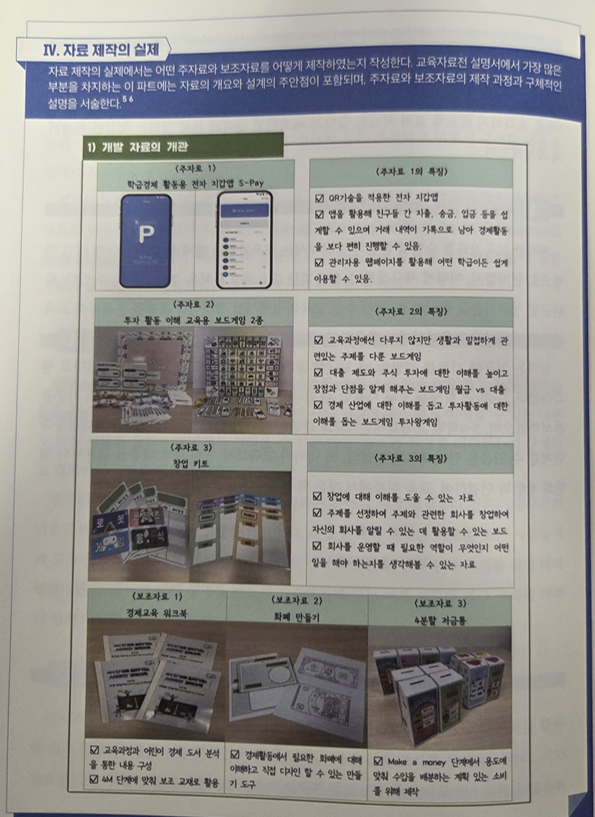 Ⅳ. 자료 제작의 실제
자료 제작의 실제에서는 어떤 주자료와 보조자료를 어떻게 제작하였는지 작성한다. 교육자료전 설명서에서 가장 많은
부분을 차지하는 이 파트에는 자료의 개요와 설계의 주안점이 포함되며, 주자료와 보조자료의 제작 과정과 구체적인
설명을 서술한다.5 6
1) 개발 자료의 개관
<주자료 1>
학급경제 활동용 전자 지갑앱 S-Pay
P
<주자료 1의 특징>
☑ QR기술을 적용한 전자 지갑앱
☑ 앱을 활용해 친구들 간 지출, 송금, 입금 등을 쉽
게할 수 있으며 거래 내역이 기록으로 남아 경제활동
을 보다 편히 진행할 수 있음.
☑ 관리자용 웹페이지를 활용해 어떤 학급이든 쉽게
이용할 수 있음.
<주자료 2>
투자 활동 이해 교육용 보드게임 2종
<주자료 2의 특징>
☑ 교육과정에선 다루지 않지만 생활과 밀접하게 관
련있는 주제를 다룬 보드게임
☑ 대출 제도와 주식 투자에 대한 이해를 높이고
장점과 단점을 알게 해주는 보드게임 월급 vs 대출
☑ 경제 산업에 대한 이해를 돕고 투자활동에 대한
이해를 돕는 보드게임 투자왕게임
<주자료 3>
창업 키트
로봇
게임
음식
<주자료 3의 특징>
☑ 창업에 대해 이해를 도울 수 있는 자료
☑ 주제를 선정하여 주제와 관련한 회사를 창업하여
자신의 회사를 알릴 수 있는 데 활용할 수 있는 보드
☑ 회사를 운영할 때 필요한 역할이 무엇인지 어떤
일을 해야 하는지를 생각해볼 수 있는 자료
<보조자료 1>
경제교육 워크북
☑ 교육과정과 어린이 경제 도서 분석
을 통한 내용 구성
☑ 4M 단계에 맞춰 보조 교재로 활용
<보조자료 2>
화폐 만들기
☑ 경제활동에서 필요한 화폐에 대해
이해하고 직접 디자인 할 수 있는 만들
기 도구
<보조자료 3>
4분할 저금통
☑ Make a money 단계에서 용도에
맞춰 수입을 배분하는 계획 있는 소비
를 위해 제작